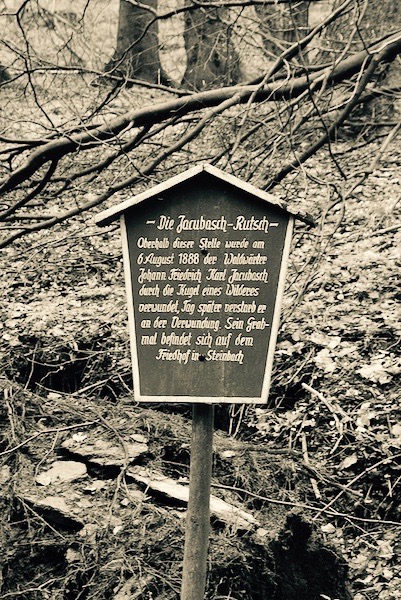 – Die Jacubasch-Rutsch –
Oberhalb dieser Stelle wurde am
6. August 1888 der Waldwärter
Johann Friedrich Karl Jacubasch
durch die Kugel eines Wilderes
verwundet, Tag später verstieb er
an der Verwundung. Sein Grab-
mal befindet sich auf dem
Friedhof in Steinbach